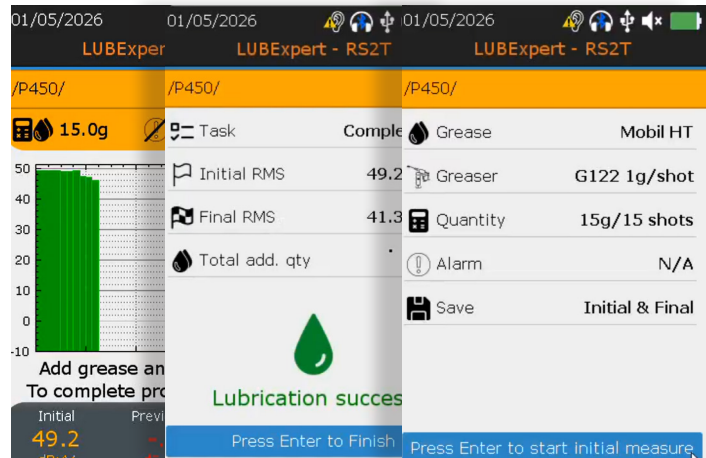 01/05/2026
LUBExper
/P450/
15.0g
50
40
30
20
10
0
-10
Add grease an
To complete pro
Initial Previ
49.2
01/05/2026
LUBExpert - RS2T
/P450/
Task Comple
Initial RMS 49.2
Final RMS 41.3
Total add. qty
Lubrication succes
Press Enter to Finish
01/05/2026
LUBExpert - RS2T
/P450/
Grease Mobil HT
Greaser G122 1g/shot
Quantity 15g/15 shots
Alarm N/A
Save Initial & Final
Press Enter to start initial measure